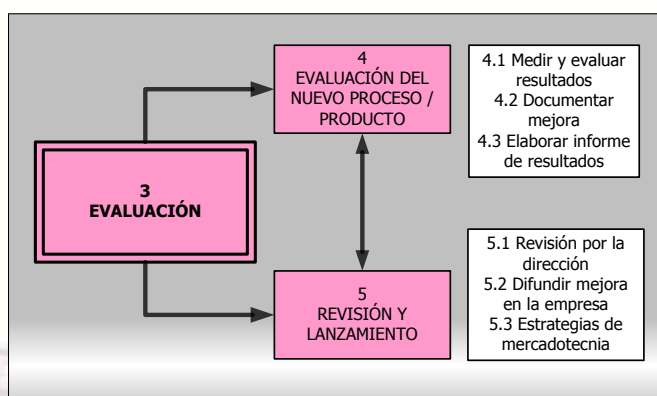 3
EVALUACIÓN
4
EVALUACIÓN DEL
NUEVO PROCESO /
PRODUCTO
4.1 Medir y evaluar
resultados
4.2 Documentar
mejora
4.3 Elaborar informe
de resultados
5
REVISIÓN Y
LANZAMIENTO
5.1 Revisión por la
dirección
5.2 Difundir mejora
en la empresa
5.3 Estrategias de
mercadotecnia